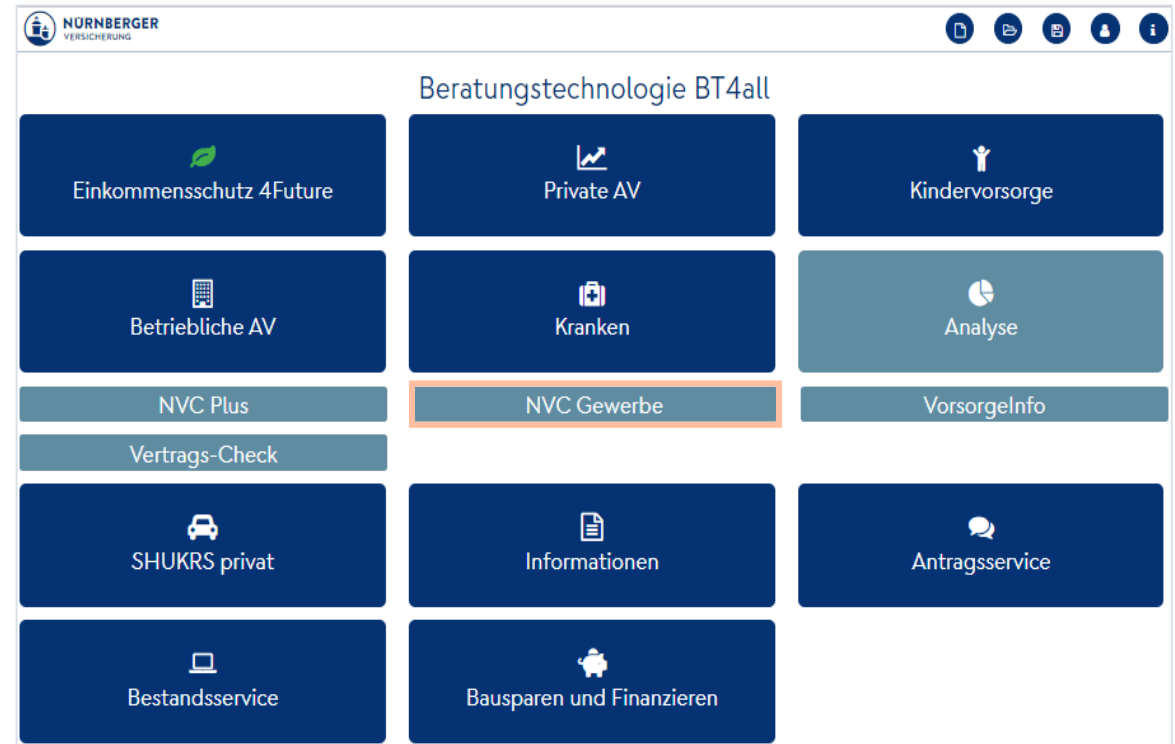 NÜRNBERGER
VERSICHERUNG
Beratungstechnologie BT4all
Einkommensschutz 4Future
Private AV
Kindervorsorge
Betriebliche AV
Kranken
Analyse
NVC Plus
NVC Gewerbe
VorsorgeInfo
Vertrags-Check
SHUKRS privat
Informationen
Antragsservice
Bestandsservice
Bausparen und Finanzieren